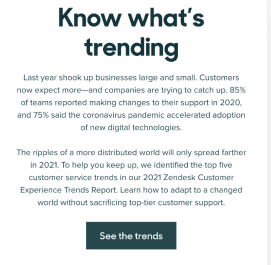 Know what's
trending
Last year shook up businesses large and small. Customers
now expect more—and companies are trying to catch up. 85%
of teams reported making changes to their support in 2020,
and 75% said the coronavirus pandemic accelerated adoption
of new digital technologies.
The ripples of a more distributed world will only spread farther
in 2021. To help you keep up, we identified the top five
customer service trends in our 2021 Zendesk Customer
Experience Trends Report. Learn how to adapt to a changed
world without sacrificing top-tier customer support.
See the trends